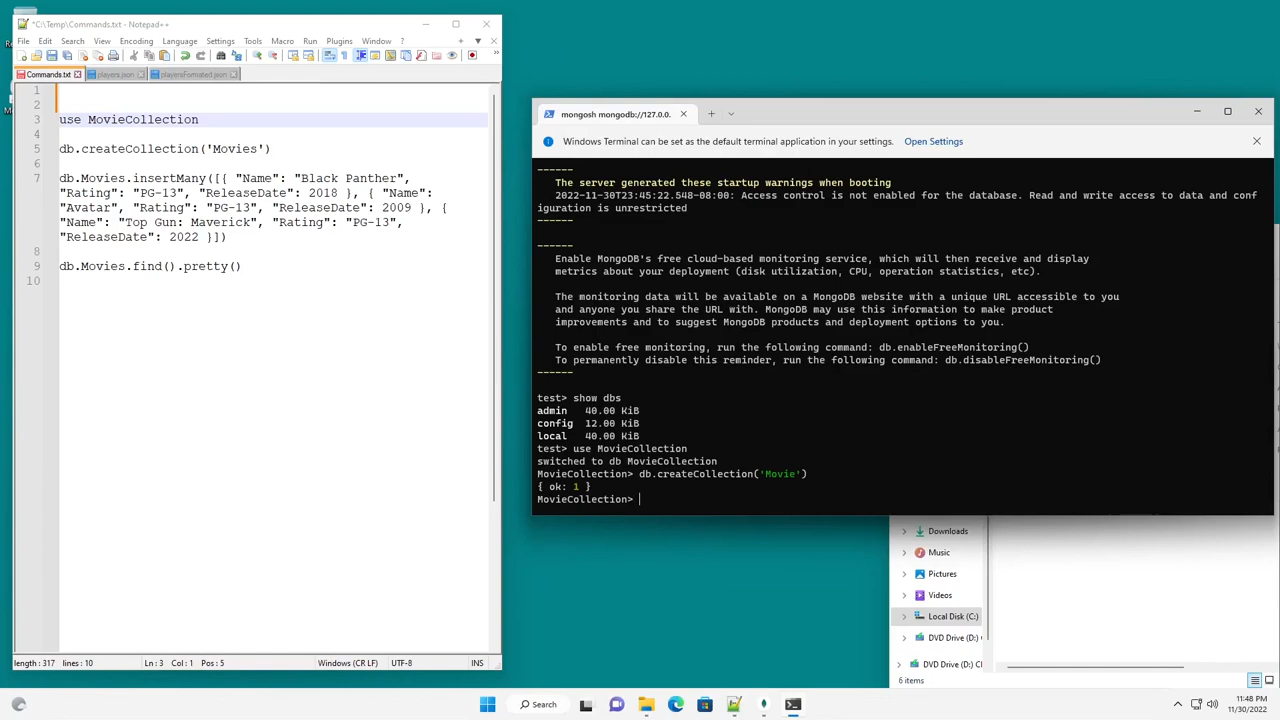 *C:\Temp\Commands.txt - Notepad++
File Edit Search View Encoding Language Settings Tools Macro Run Plugins Window ?
Commands.txt players.json playersFormated.json
1
2
3 use MovieCollection
4
5 db.createCollection('Movies')
6
7 db.Movies.insertMany([{ "Name": "Black Panther",
"Rating": "PG-13", "ReleaseDate": 2018 }, { "Name":
"Avatar", "Rating": "PG-13", "ReleaseDate": 2009 }, {
"Name": "Top Gun: Maverick", "Rating": "PG-13",
"ReleaseDate": 2022 }])
8
9 db.Movies.find().pretty()
10
length : 317 lines : 10 Ln : 3 Col : 1 Pos : 5 Windows (CR LF) UTF-8 INS
mongosh mongodb://127.0.0.
Windows Terminal can be set as the default terminal application in your settings. Open Settings
------
The server generated these startup warnings when booting
2022-11-30T23:45:22.548-08:00: Access control is not enabled for the database. Read and write access to data and conf
iguration is unrestricted
------
------
Enable MongoDB's free cloud-based monitoring service, which will then receive and display
metrics about your deployment (disk utilization, CPU, operation statistics, etc).
The monitoring data will be available on a MongoDB website with a unique URL accessible to you
and anyone you share the URL with. MongoDB may use this information to make product
improvements and to suggest MongoDB products and deployment options to you.
To enable free monitoring, run the following command: db.enableFreeMonitoring()
To permanently disable this reminder, run the following command: db.disableFreeMonitoring()
------
test> show dbs
admin 40.00 KiB
config 12.00 KiB
local 40.00 KiB
test> use MovieCollection
switched to db MovieCollection
MovieCollection> db.createCollection('Movie')
{ ok: 1 }
MovieCollection>
Downloads
Music
Pictures
Videos
Local Disk (C:)
DVD Drive (D:)
DVD Drive (D:) C
6 items
Search
11:48 PM
11/30/2022